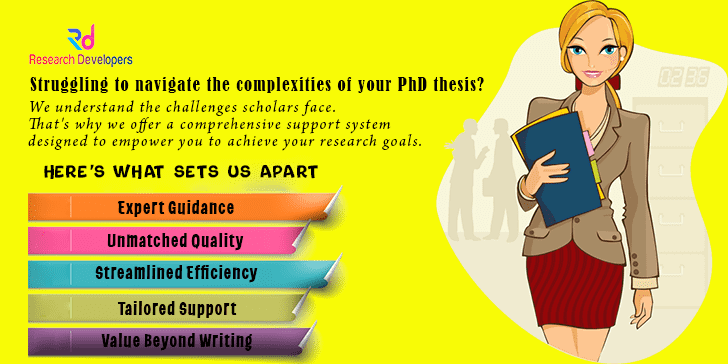 Rd
Research Developers
Struggling to navigate the complexities of your PhD thesis?
We understand the challenges scholars face.
That's why we offer a comprehensive support system
designed to empower you to achieve your research goals.
HERE'S WHAT SETS US APART
Expert Guidance
Unmatched Quality
Streamlined Efficiency
Tailored Support
Value Beyond Writing
02:36